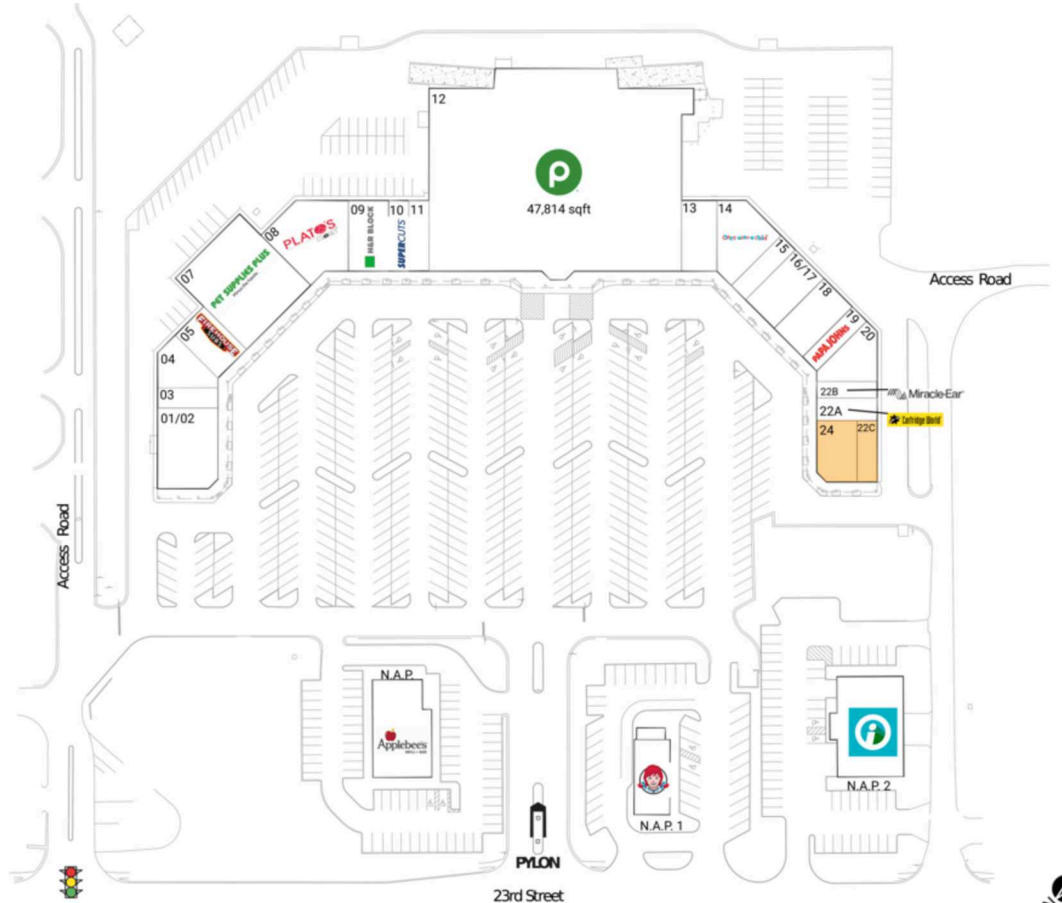 12
47,814 sqft
09
H&R BLOCK
10
SUPERCUTS
11
13
14
08
PLATO'S
07
PET SUPPLIES PLUS
15
16/17
18
Access Road
05
FIREHOUSE
SUBS
19
20
PAPA JOHNS
04
03
01/02
22B
Miracle-Ear
22A
Cartridge World
24
22C
Access Road
N.A.P.
Applebee's
N.A.P. 1
N.A.P. 2
PYLON
23rd Street